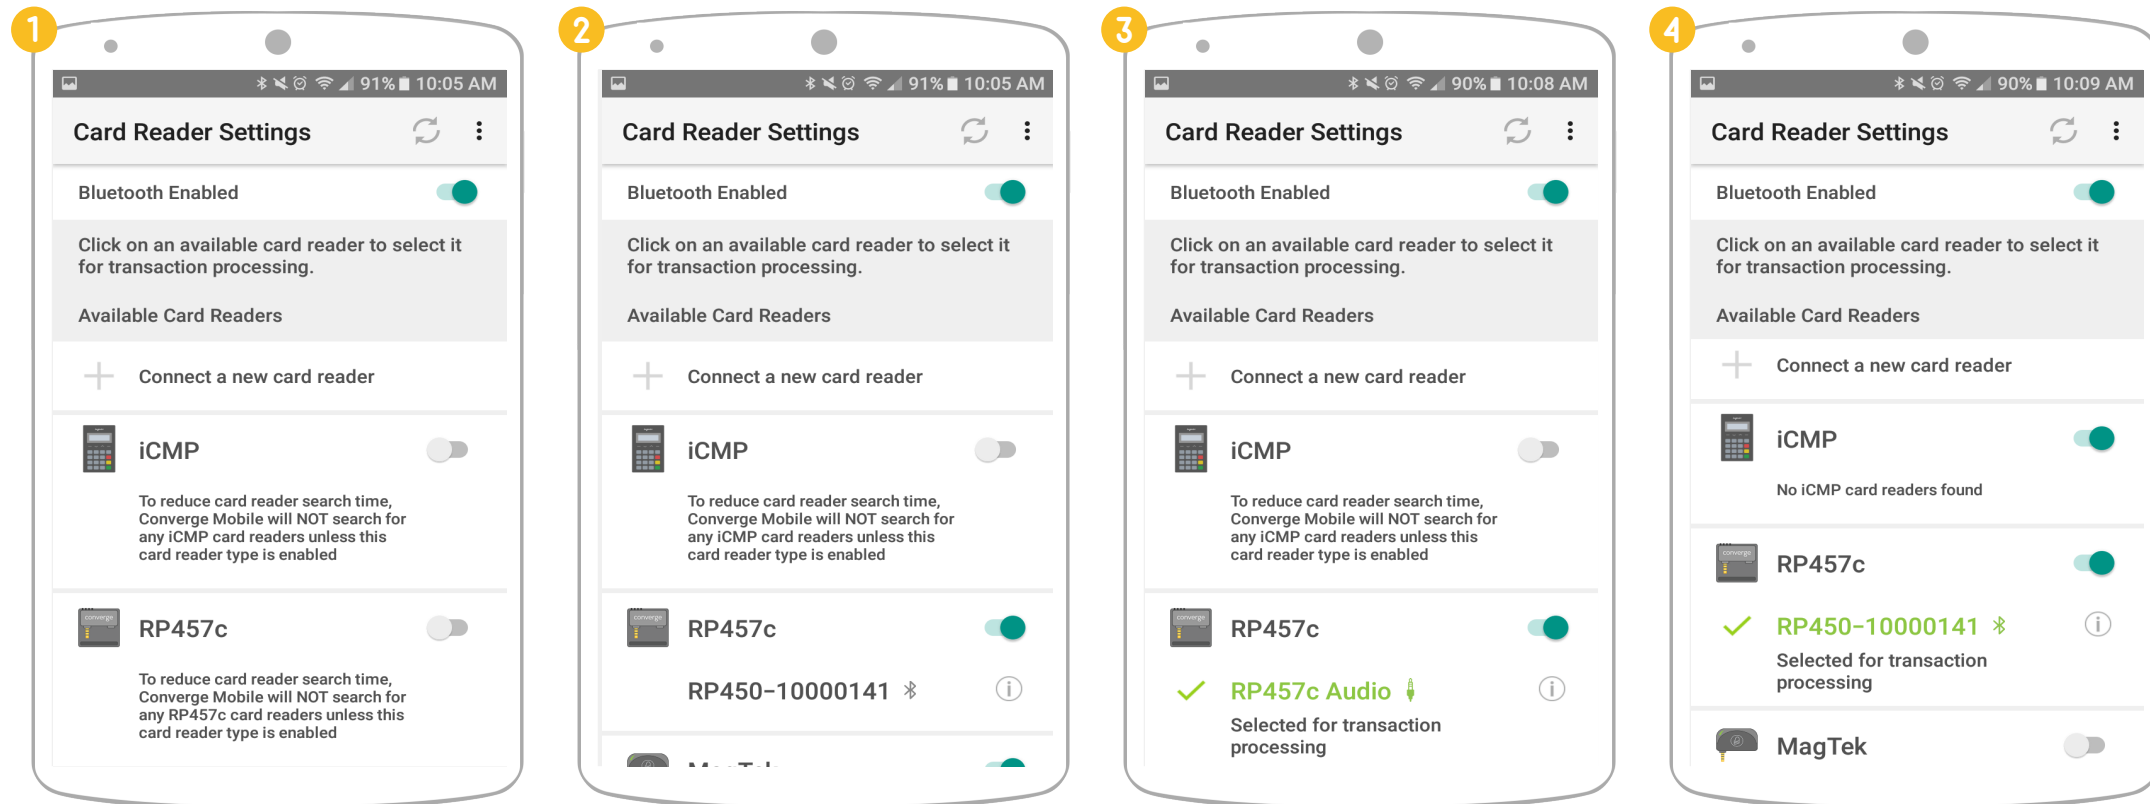 1
91% 10:05 AM
Card Reader Settings
Bluetooth Enabled
Click on an available card reader to select it
for transaction processing.
Available Card Readers
Connect a new card reader
iCMP
To reduce card reader search time,
Converge Mobile will NOT search for
any iCMP card readers unless this
card reader type is enabled
converge
RP457c
To reduce card reader search time,
Converge Mobile will NOT search for
any RP457c card readers unless this
card reader type is enabled
2
91% 10:05 AM
Card Reader Settings
Bluetooth Enabled
Click on an available card reader to select it
for transaction processing.
Available Card Readers
Connect a new card reader
iCMP
To reduce card reader search time,
Converge Mobile will NOT search for
any iCMP card readers unless this
card reader type is enabled
converge
RP457c
RP450-10000141
MagTek
3
90% 10:08 AM
Card Reader Settings
Bluetooth Enabled
Click on an available card reader to select it
for transaction processing.
Available Card Readers
Connect a new card reader
iCMP
To reduce card reader search time,
Converge Mobile will NOT search for
any iCMP card readers unless this
card reader type is enabled
converge
RP457c
RP457c Audio
Selected for transaction
processing
4
90% 10:09 AM
Card Reader Settings
Bluetooth Enabled
Click on an available card reader to select it
for transaction processing.
Available Card Readers
Connect a new card reader
iCMP
No iCMP card readers found
converge
RP457c
RP450-10000141
Selected for transaction
processing
MagTek